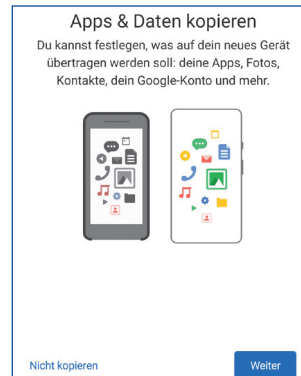 Apps & Daten kopieren
Du kannst festlegen, was auf dein neues Gerät
übertragen werden soll: deine Apps, Fotos,
Kontakte, dein Google-Konto und mehr.
Nicht kopieren
Weiter